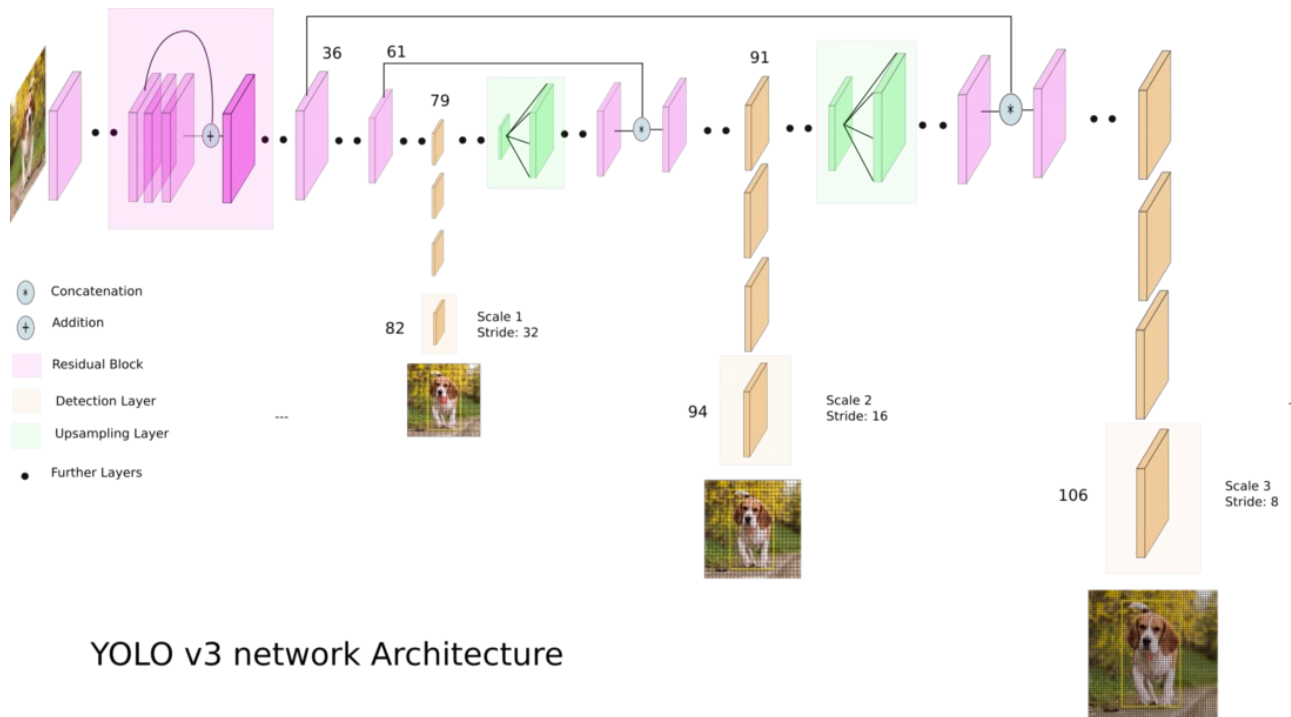 36
61
91
79
*
*
+
* Concatenation
+ Addition
Residual Block
Detection Layer
Upsampling Layer
Further Layers
---
82
Scale 1
Stride: 32
94
Scale 2
Stride: 16
106
Scale 3
Stride: 8
YOLO v3 network Architecture